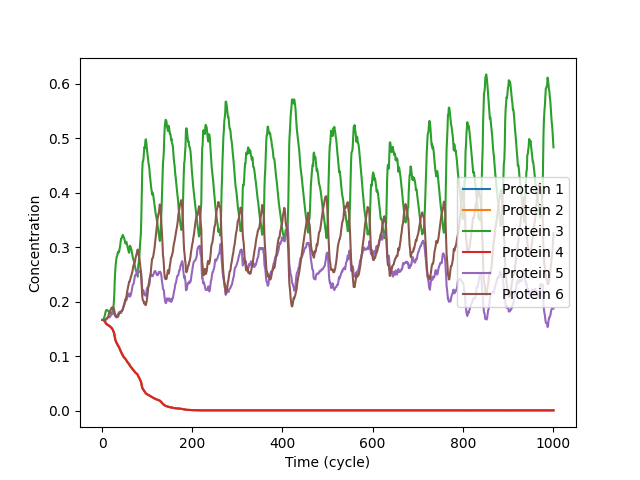 0.6
0.5
0.4
0.3
0.2
0.1
0.0
Concentration
0
200
400
600
800
1000
Time (cycle)
Protein 1
Protein 2
Protein 3
Protein 4
Protein 5
Protein 6